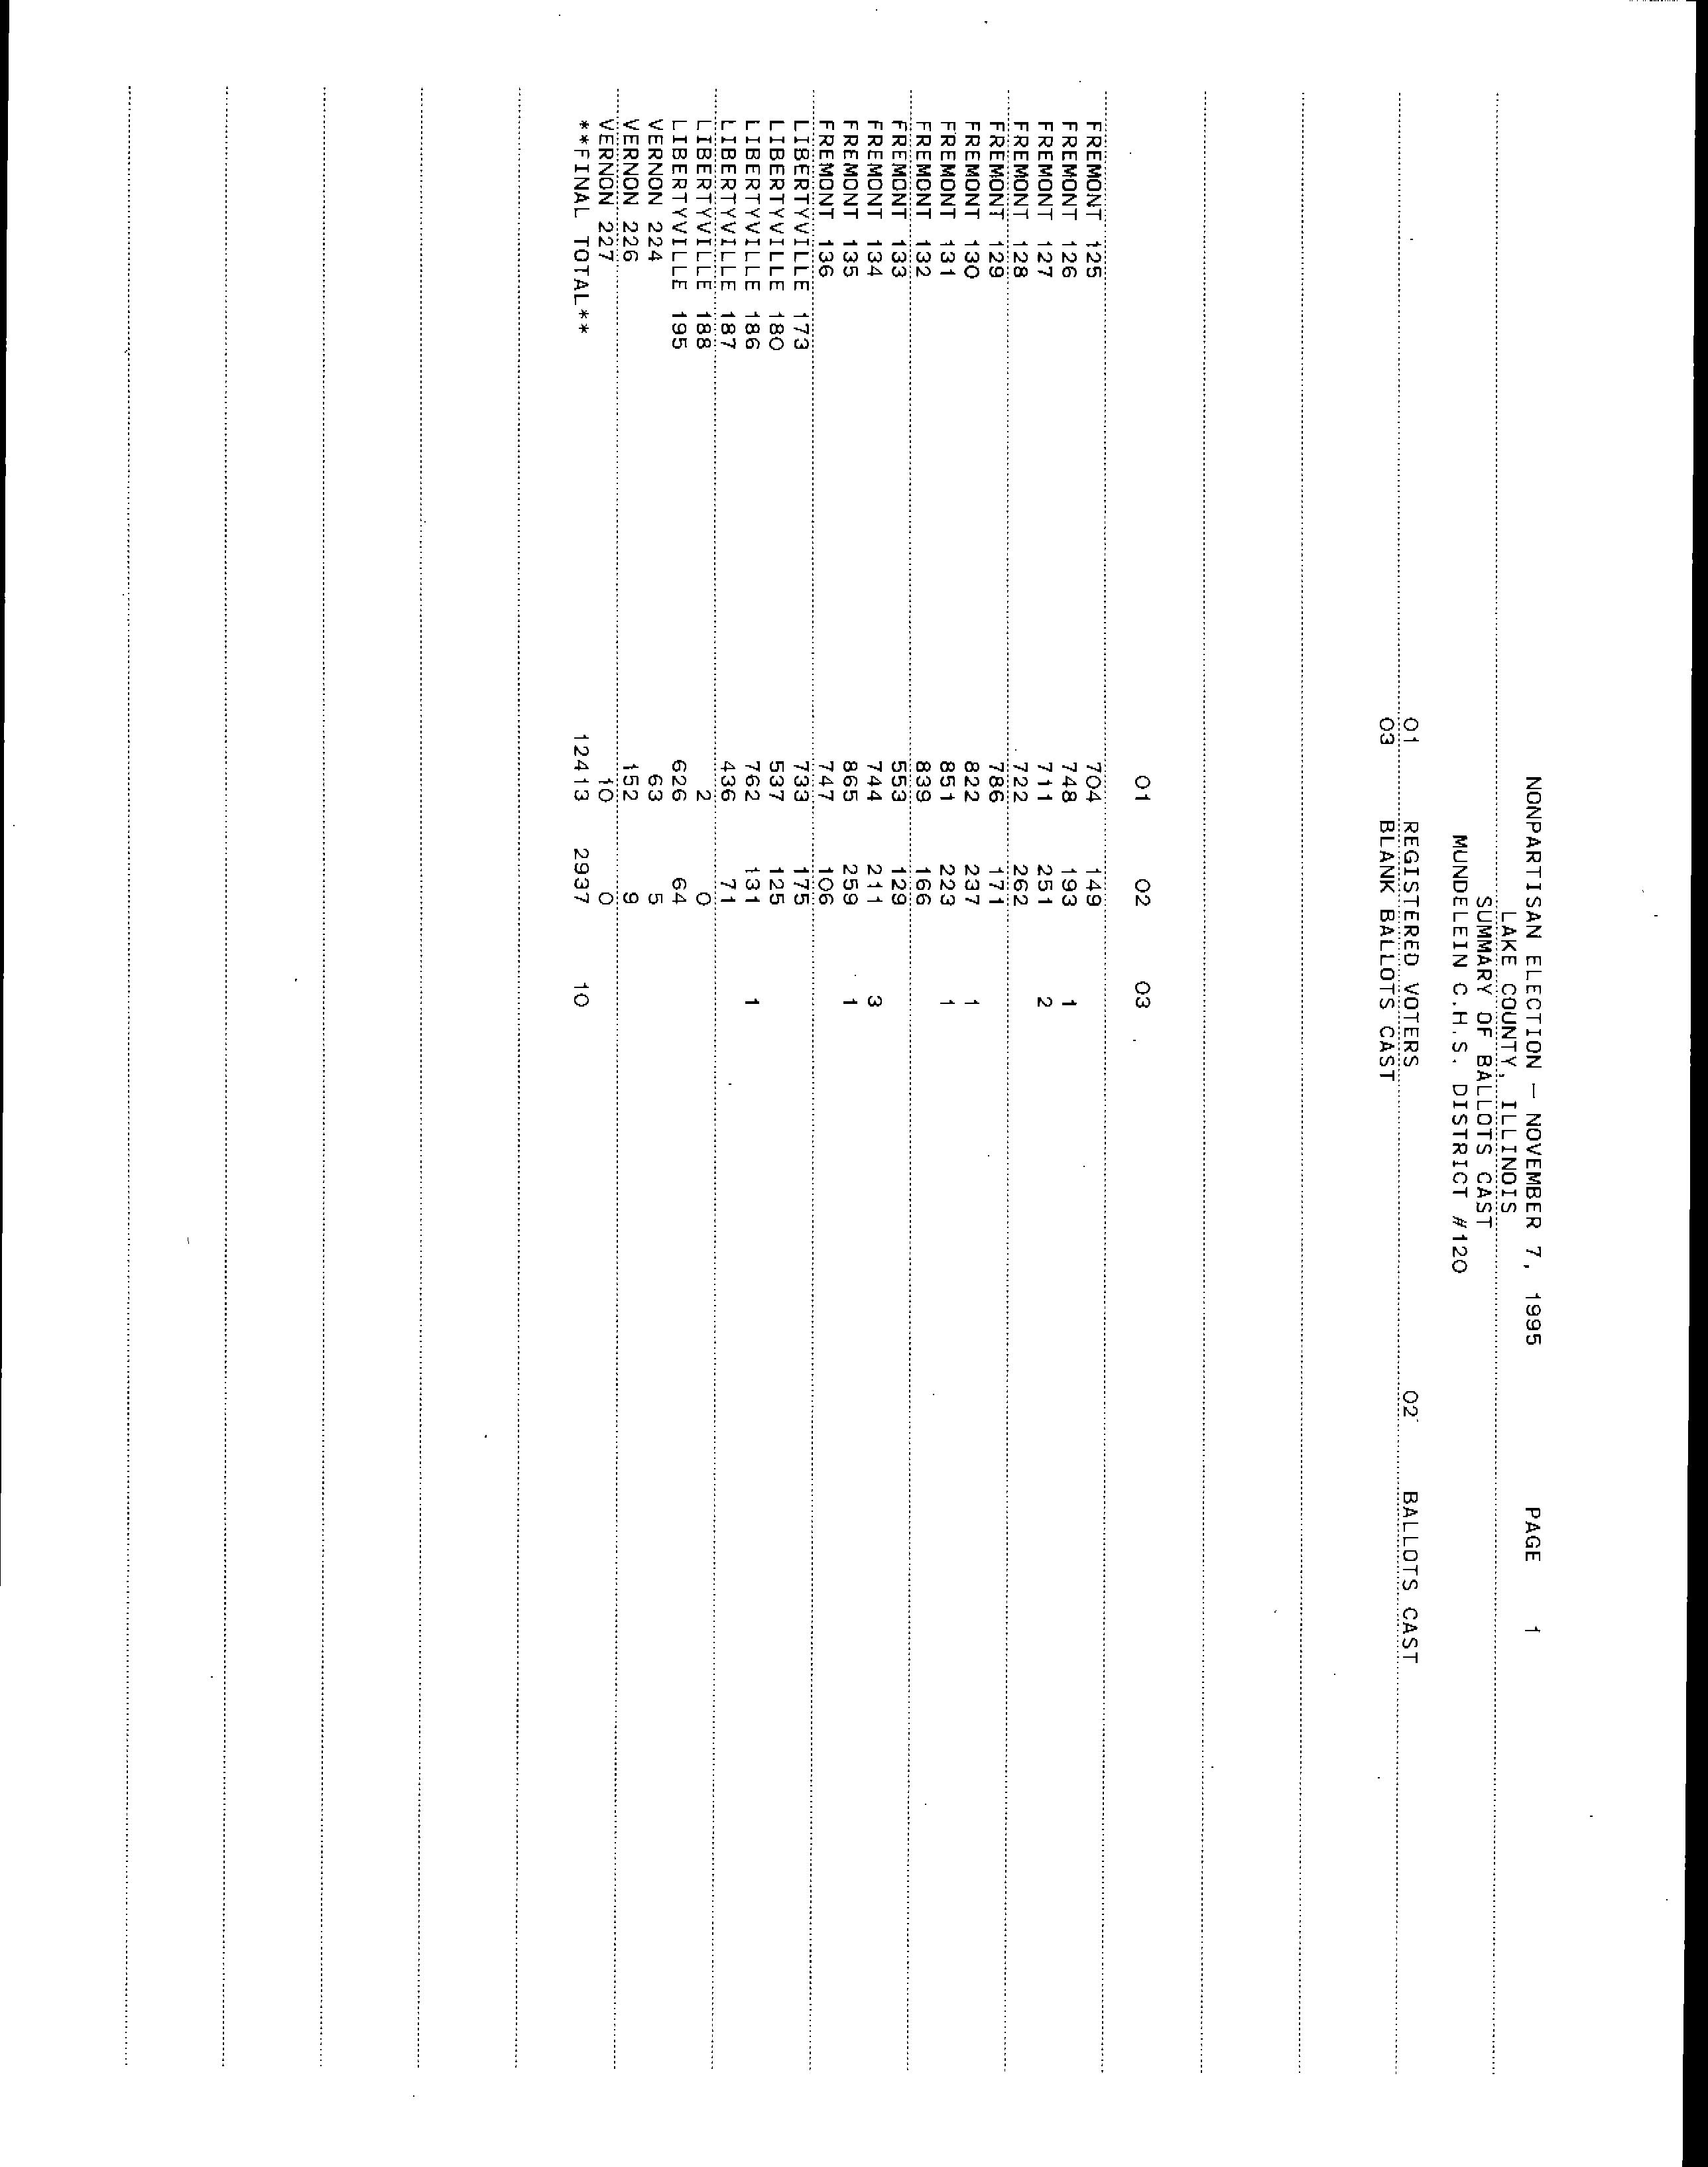 NONPARTISAN ELECTION - NOVEMBER 7, 1995 PAGE 1
LAKE COUNTY, ILLINOIS
SUMMARY OF BALLOTS CAST
MUNDELEIN C.H.S. DISTRICT #120
01 REGISTERED VOTERS 02 BALLOTS CAST
03 BLANK BALLOTS CAST
01 02 03
FREMONT 125 704 149
FREMONT 126 748 193 1
FREMONT 127 711 251 2
FREMONT 128 722 262
FREMONT 129 786 171
FREMONT 130 822 237 1
FREMONT 131 851 223 1
FREMONT 132 839 166
FREMONT 133 553 129
FREMONT 134 744 211 3
FREMONT 135 865 259 1
FREMONT 136 747 106
LIBERTYVILLE 173 733 175
LIBERTYVILLE 180 537 125
LIBERTYVILLE 186 762 131 1
LIBERTYVILLE 187 436 71
LIBERTYVILLE 188 2 0
LIBERTYVILLE 195 626 64
VERNON 224 63 5
VERNON 226 152 9
VERNON 227 10 0
**FINAL TOTAL** 12413 2937 10